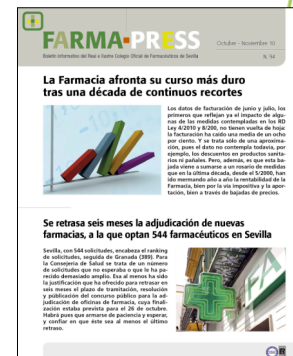 FARMA-PRESS
Octubre - Noviembre 10
Boletín Informativo del Real e Ilustre Colegio Oficial de Farmacéuticos de Sevilla
N. 94
La Farmacia afronta su curso más duro
tras una década de continuos recortes
Los datos de facturación de junio y julio, los
primeros que reflejan ya el impacto de algu-
nas de las medidas contempladas en los RD
Ley 4/2010 y 8/200, no tienen vuelta de hoja:
la facturación ha caído una media de un ocho
por ciento. Y se trata sólo de una aproxima-
ción, pues el dato no contempla todavía, por
ejemplo, los descuentos en productos sanita-
rios ni pañales. Pero, además, es que esta ba-
jada viene a sumarse a un rosario de medidas
que en la última década, desde el 5/2000, han
ido mermando año a año la rentabilidad de la
Farmacia, bien por la vía impositiva y la apor-
tación, bien a través de bajadas de precios.
Se retrasa seis meses la adjudicación de nuevas
farmacias, a la que optan 544 farmacéuticos en Sevilla
Sevilla, con 544 solicitudes, encabeza el ranking
de solicitudes, seguida de Granada (389). Para
la Consejería de Salud se trata de un número
de solicitudes que no esperaba o que le ha pa-
recido demasiado amplio. Esa al menos ha sido
la justificación que ha ofrecido para retrasar en
seis meses el plazo de tramitación, resolución
y publicación del concurso público para la ad-
judicación de oficinas de farmacia, cuya finali-
zación estaba prevista para el 26 de octubre.
Habrá pues que armarse de paciencia y esperar,
y confiar en que éste sea al menos el último
retraso.